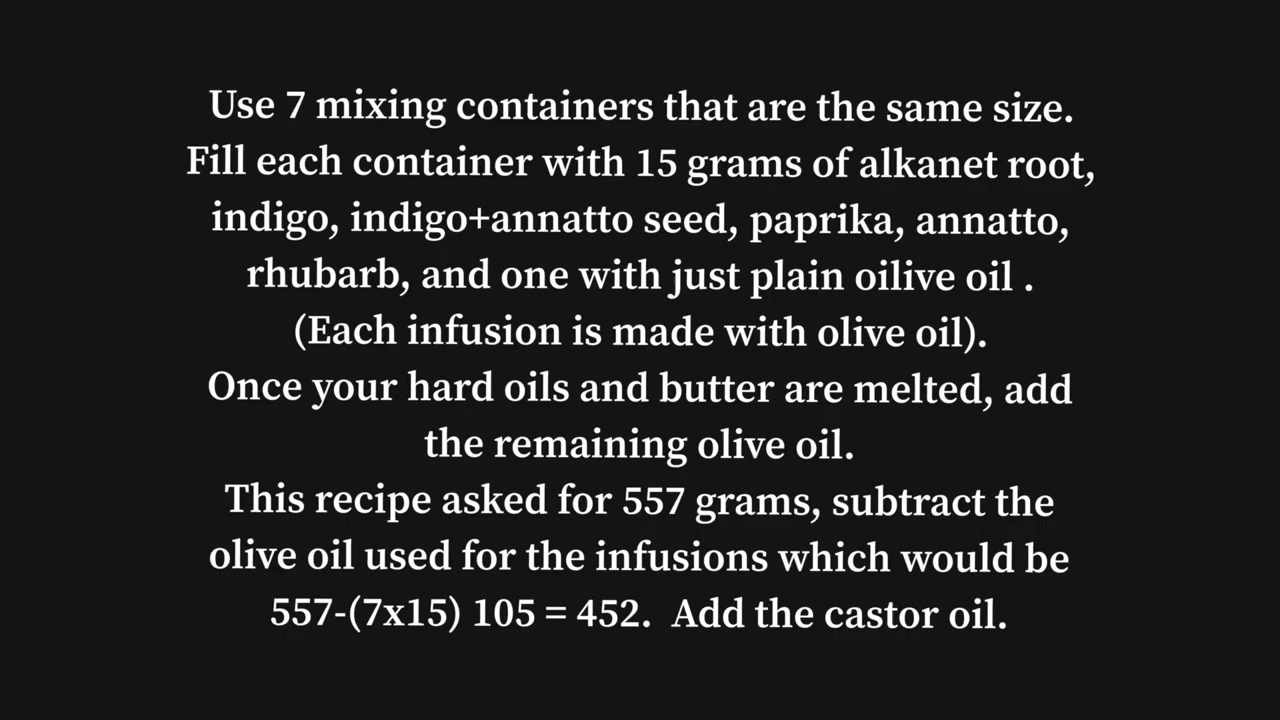 Use 7 mixing containers that are the same size.
Fill each container with 15 grams of alkanet root,
indigo, indigo+annatto seed, paprika, annatto,
rhubarb, and one with just plain oilive oil .
(Each infusion is made with olive oil).
Once your hard oils and butter are melted, add
the remaining olive oil.
This recipe asked for 557 grams, subtract the
olive oil used for the infusions which would be
557-(7x15) 105 = 452.  Add the castor oil.